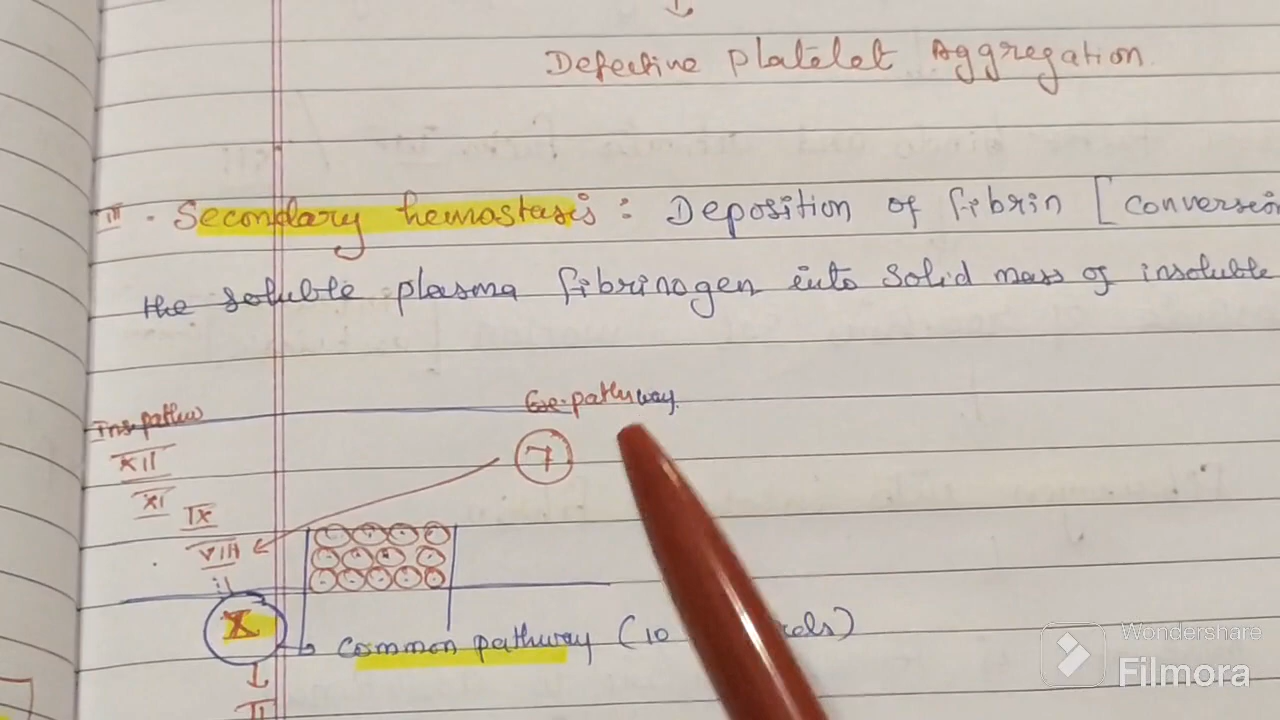 Defective Platelet Aggregation
III. Secondary hemostasis : Deposition of fibrin [conversion
the soluble plasma fibrinogen into solid mass of insoluble
Ex-pathway.
Ins-pathw
7
XII
XI
IX
VIII
X
Common pathway (10
II
Wondershare
Filmora